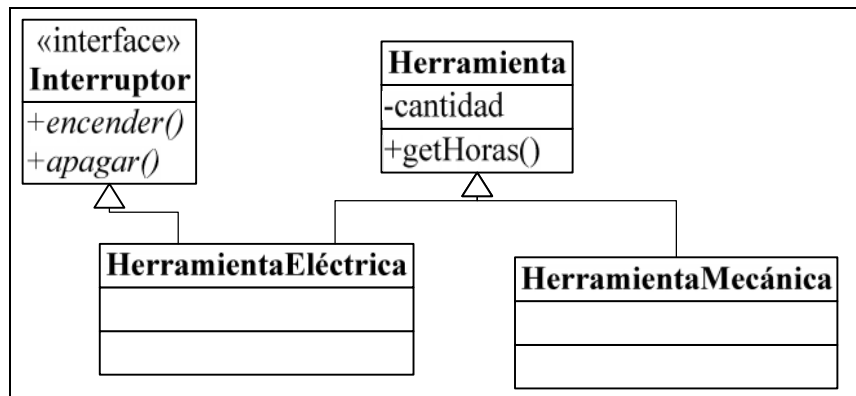 «interface»
Interruptor
+encender()
+apagar()
Herramienta
-cantidad
+getHoras()
HerramientaEléctrica
HerramientaMecánica